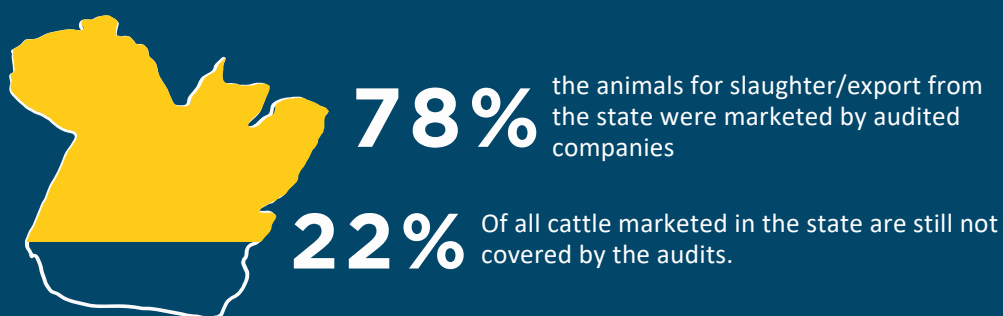 78%
the animals for slaughter/export from
the state were marketed by audited
companies
22%
Of all cattle marketed in the state are still not
covered by the audits.